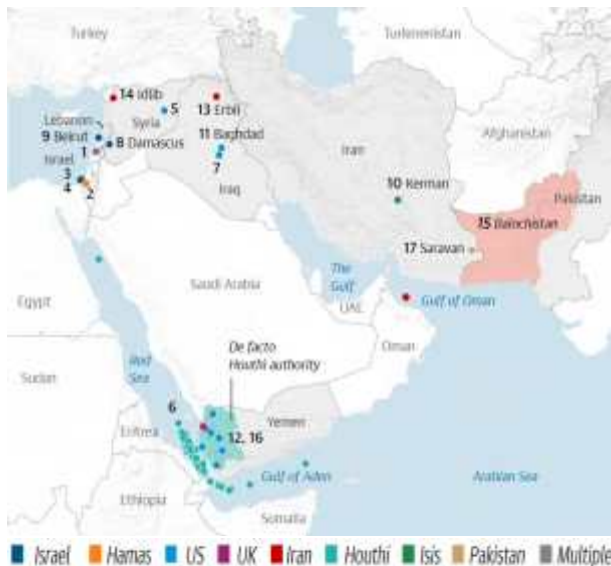 Turkey
Turkmenistan
14 Idlib
5
13 Erbil
Lebanon
Syria
9 Beirut
8 Damascus
11 Baghdad
Afghanistan
Iran
1
Israel
7
3
4
2
Iraq
10 Kerman
Pakistan
15 Balochistan
17 Saravan
Saudi Arabia
The
Gulf
UAE
Gulf of Oman
Egypt
Oman
De facto
Houthi authority
Red
Sea
Sudan
6
Yemen
12, 16
Eritrea
Gulf of Aden
Arabian Sea
Ethiopia
Somalia
Israel Hamas US UK Iran Houthi Isis Pakistan Multiple